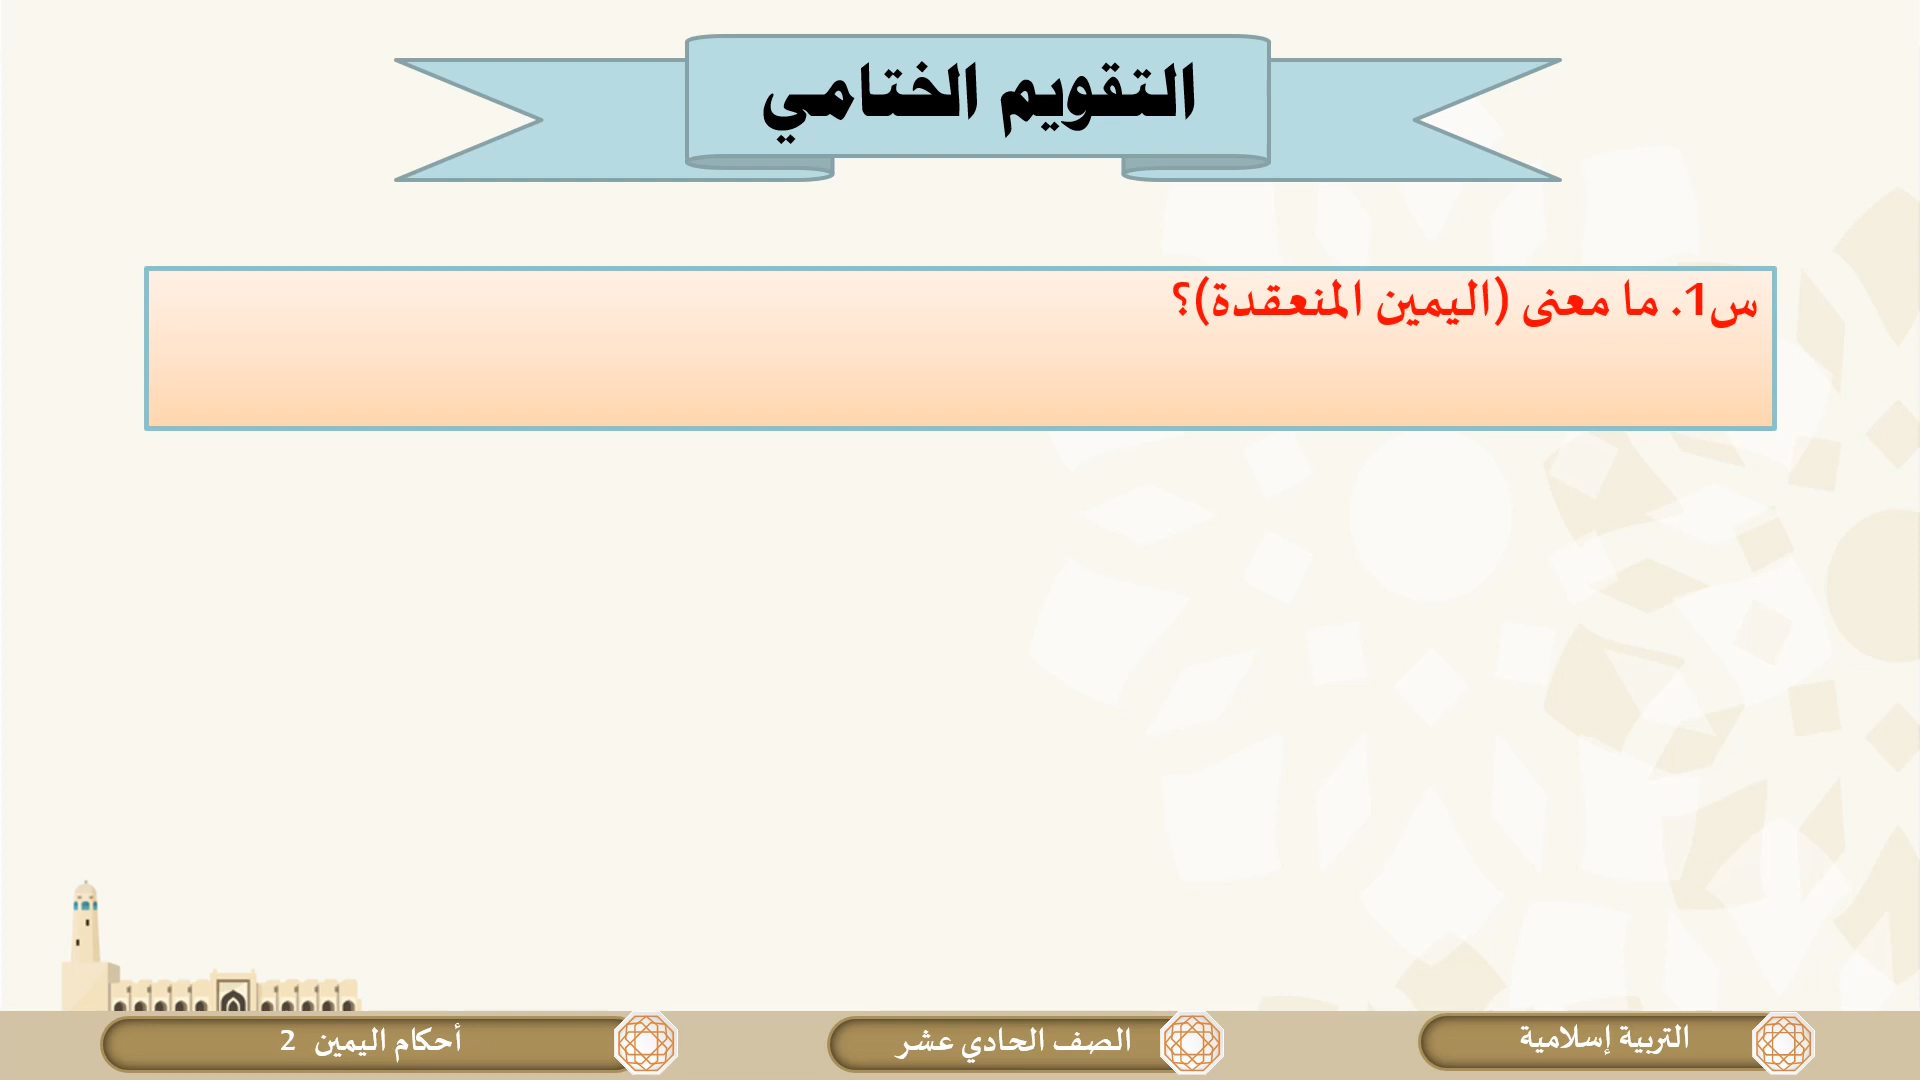 التقويم الختامي
س1. ما معنى (اليمين المنعقدة)؟
التربية إسلامية
الصف الحادي عشر
أحكام اليمين 2